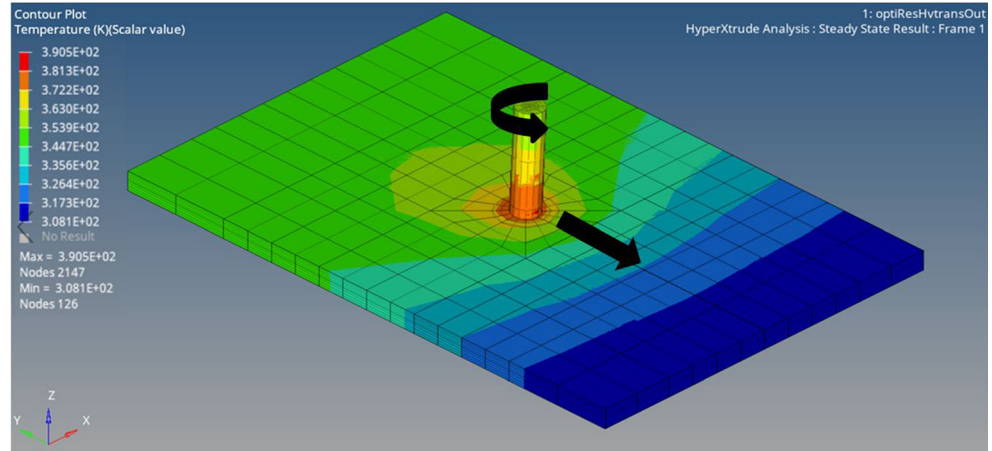 Contour Plot
Temperature (K)(Scalar value)
3.905E+02
3.813E+02
3.722E+02
3.630E+02
3.539E+02
3.447E+02
3.356E+02
3.264E+02
3.173E+02
3.081E+02
No Result
Max = 3.905E+02
Nodes 2147
Min = 3.081E+02
Nodes 126
1: optiResHvtransOut
HyperXtrude Analysis : Steady State Result : Frame 1
Z
Y
X